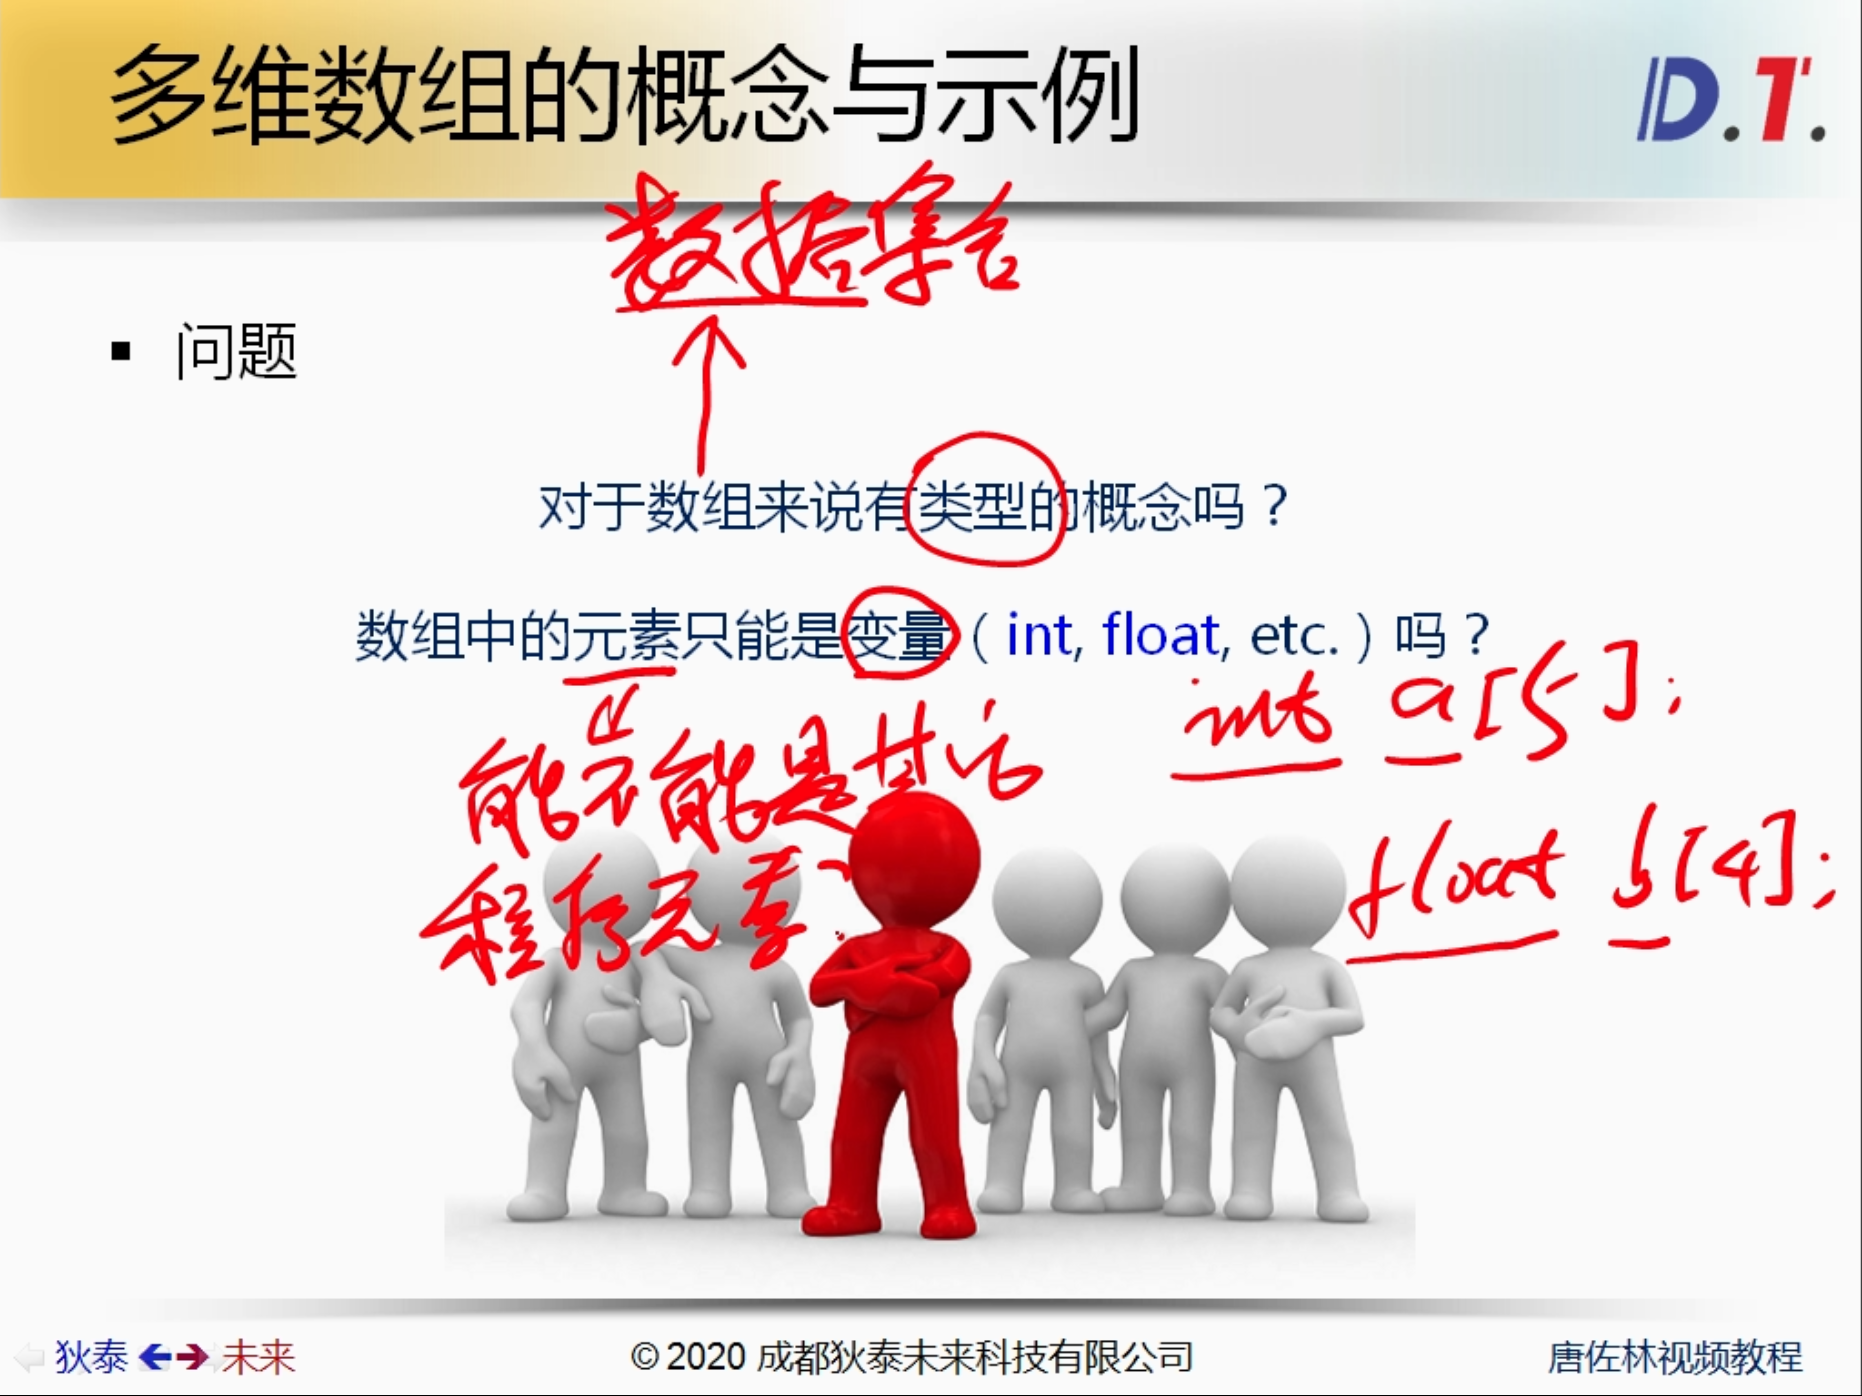 多维数组的概念与示例
D.T.
数据集合
问题
对于数组来说有类型的概念吗？
数组中的元素只能是变量（int, float, etc.）吗？
int a[5];
能不能是其它
float b[4];
程序元素
狄泰 未来
© 2020 成都狄泰未来科技有限公司
唐佐林视频教程